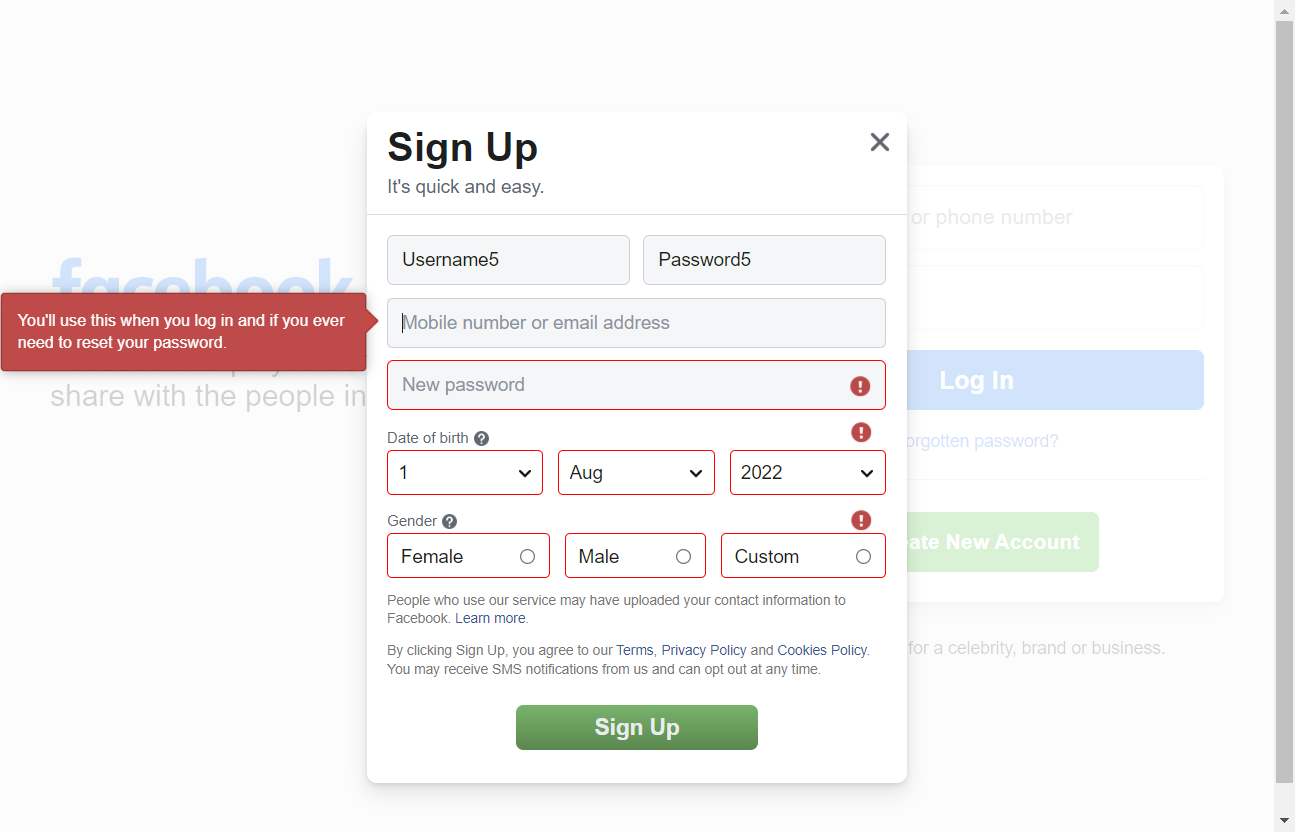 Sign Up
It's quick and easy.
facebook
Username5
Password5
or phone number
You'll use this when you log in and if you ever
need to reset your password.
Mobile number or email address
share with the people in
New password
Log In
Date of birth
orgotten password?
1
Aug
2022
Gender
Female
Male
Custom
ate New Account
People who use our service may have uploaded your contact information to
Facebook. Learn more.
By clicking Sign Up, you agree to our Terms, Privacy Policy and Cookies Policy.
You may receive SMS notifications from us and can opt out at any time.
for a celebrity, brand or business.
Sign Up